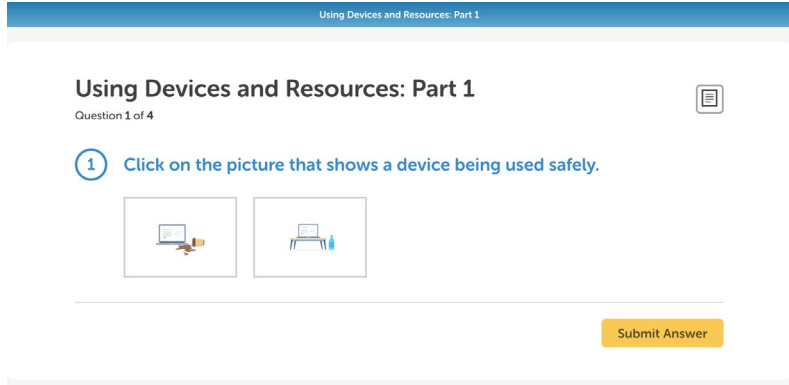 Using Devices and Resources: Part 1
Using Devices and Resources: Part 1
Question 1 of 4
1 Click on the picture that shows a device being used safely.
Submit Answer